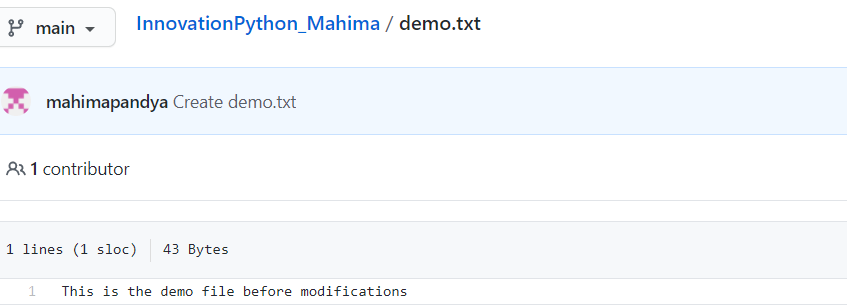 main InnovationPython_Mahima / demo.txt
mahimapandya Create demo.txt
1 contributor
1 lines (1 sloc) 43 Bytes
1 This is the demo file before modifications